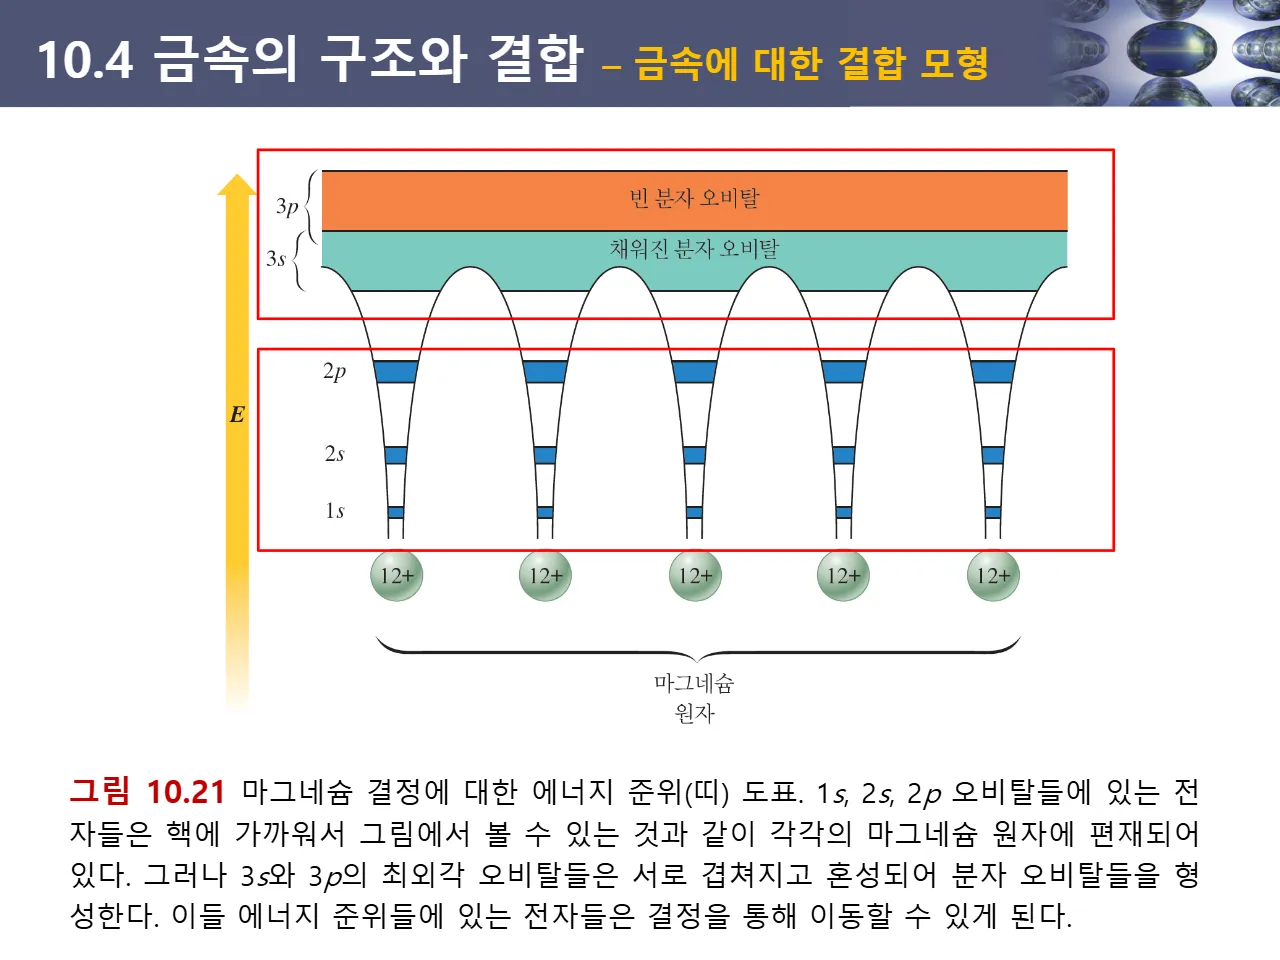 10.4 금속의 구조와 결합 – 금속에 대한 결합 모형
빈 분자 오비탈
3p
채워진 분자 오비탈
3s
2p
E
2s
1s
12+ 12+ 12+ 12+ 12+
마그네슘
원자
그림 10.21 마그네슘 결정에 대한 에너지 준위(띠) 도표. 1s, 2s, 2p 오비탈들에 있는 전
자들은 핵에 가까워서 그림에서 볼 수 있는 것과 같이 각각의 마그네슘 원자에 편재되어
있다. 그러나 3s와 3p의 최외각 오비탈들은 서로 겹쳐지고 혼성되어 분자 오비탈들을 형
성한다. 이들 에너지 준위들에 있는 전자들은 결정을 통해 이동할 수 있게 된다.